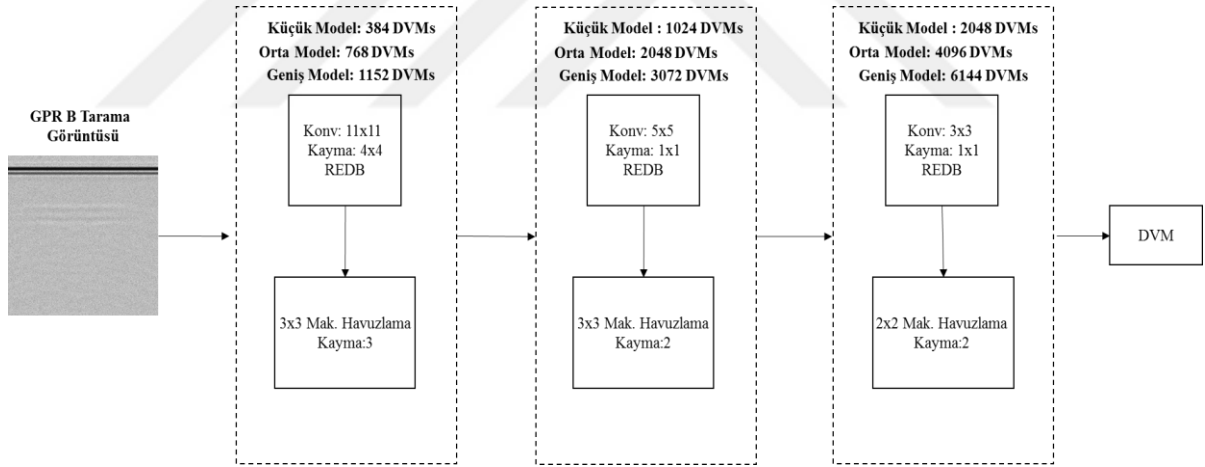 GPR B Tarama
Görüntüsü
Küçük Model: 384 DVMs
Orta Model: 768 DVMs
Geniş Model: 1152 DVMs
Konv: 11x11
Kayma: 4x4
REDB
3x3 Mak. Havuzlama
Kayma:3
Küçük Model : 1024 DVMs
Orta Model: 2048 DVMs
Geniş Model: 3072 DVMs
Konv: 5x5
Kayma: 1x1
REDB
3x3 Mak. Havuzlama
Kayma:2
Küçük Model : 2048 DVMs
Orta Model: 4096 DVMs
Geniş Model: 6144 DVMs
Konv: 3x3
Kayma: 1x1
REDB
2x2 Mak. Havuzlama
Kayma:2
DVM